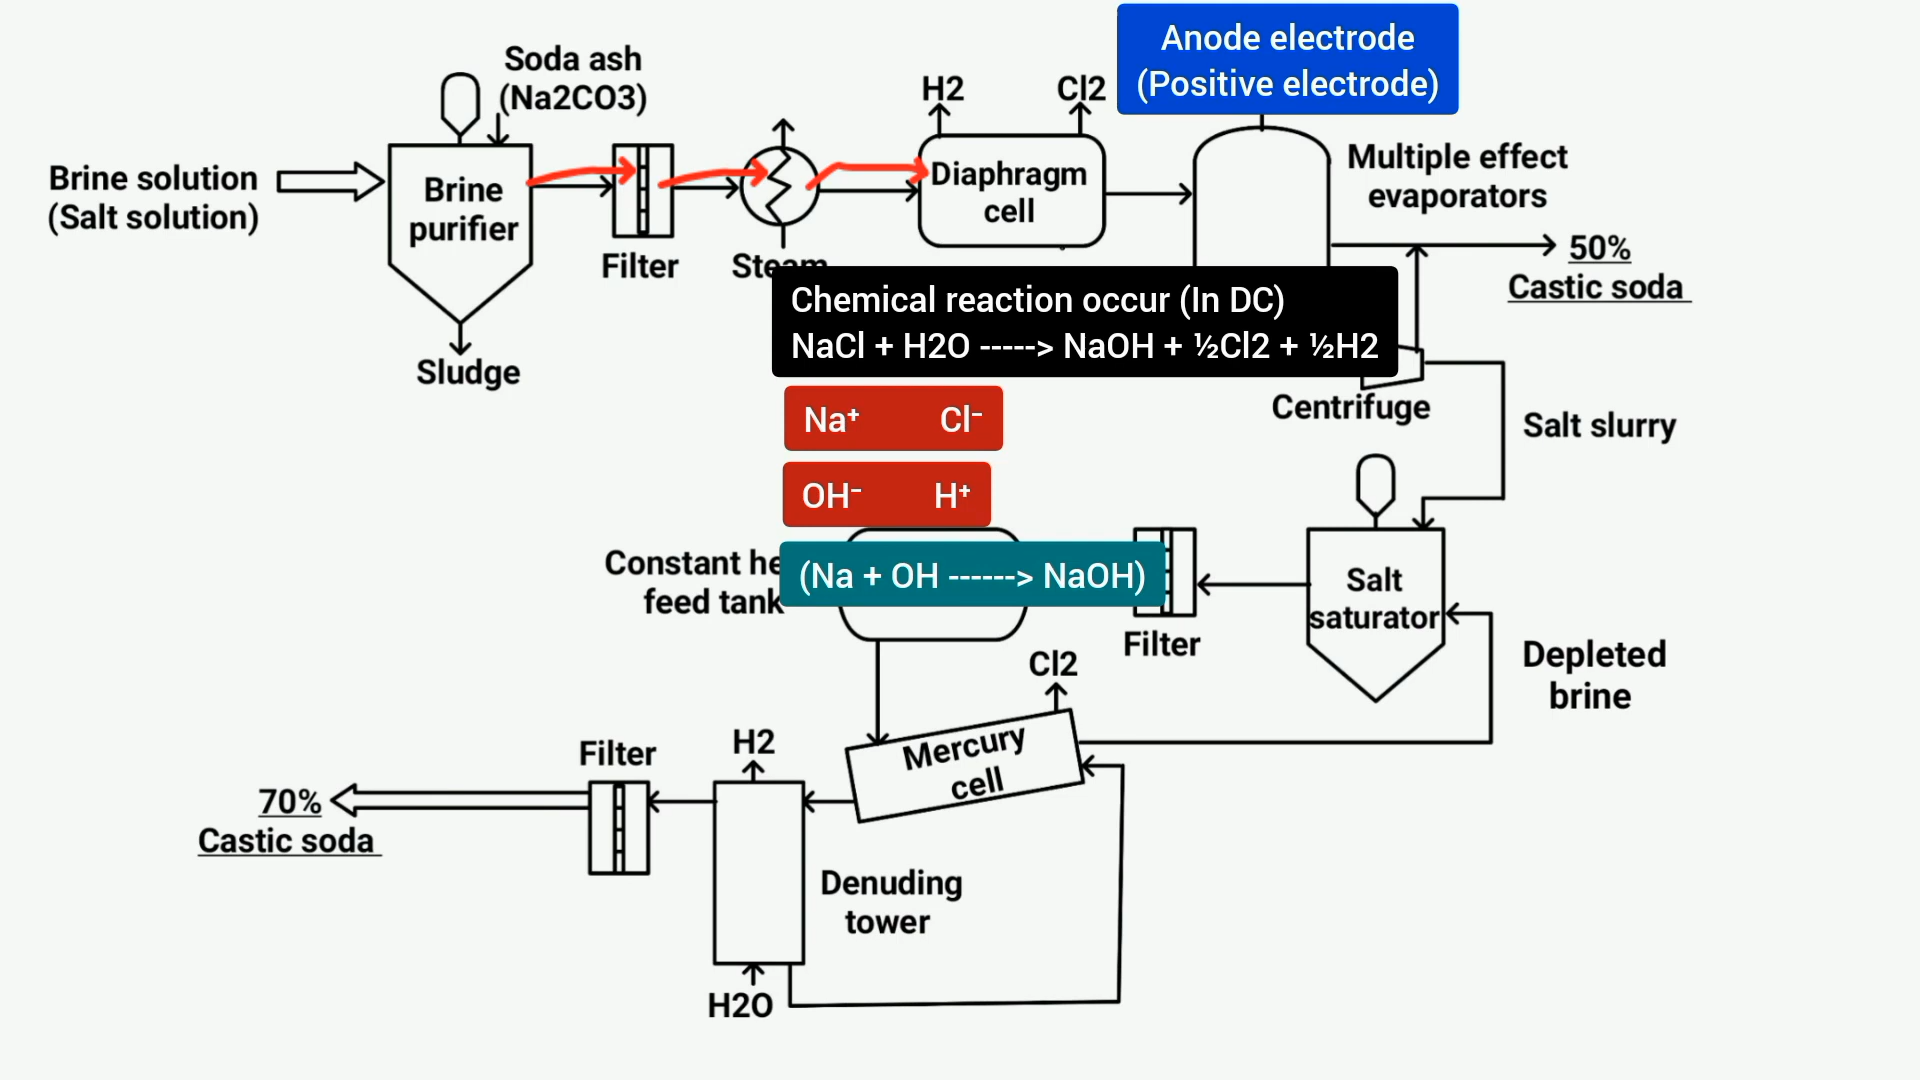 Soda ash
(Na2CO3)
H2
Cl2
Anode electrode
(Positive electrode)
Brine solution
(Salt solution)
Brine
purifier
Diaphragm
cell
Multiple effect
evaporators
Filter
50%
Castic soda
Chemical reaction occur (In DC)
NaCl + H2O -----> NaOH + ½Cl2 + ½H2
Sludge
Centrifuge
Salt slurry
Na⁺ Cl⁻
OH⁻ H⁺
Constant
feed tank
(Na + OH ------> NaOH)
Salt
saturator
Filter
Depleted
brine
Cl2
Mercury
cell
H2
Filter
70%
Castic soda
Denuding
tower
H2O